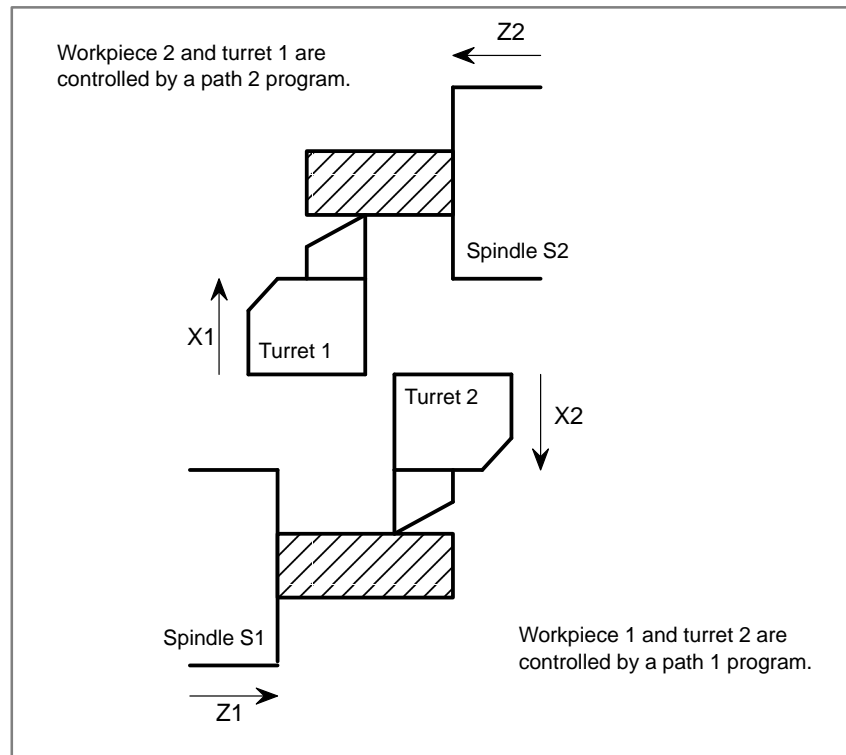 Workpiece 2 and turret 1 are
controlled by a path 2 program.
Z2
Spindle S2
X1
Turret 1
Turret 2
X2
Spindle S1
Z1
Workpiece 1 and turret 2 are
controlled by a path 1 program.